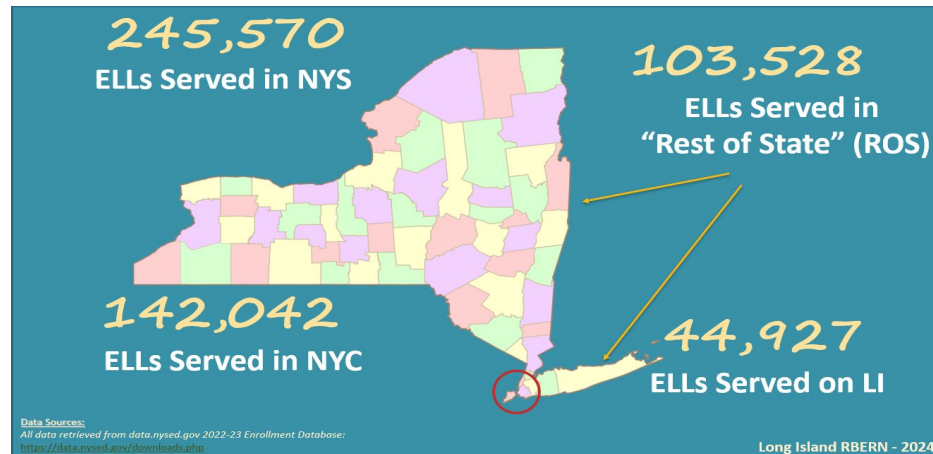 245,570
ELLs Served in NYS
103,528
ELLs Served in
“Rest of State” (ROS)
142,042
ELLs Served in NYC
44,927
ELLs Served on LI
Data Sources:
All data retrieved from data.nysed.gov 2022-23 Enrollment Database:
https://data.nysed.gov/downloads.php
Long Island RBERN - 2024